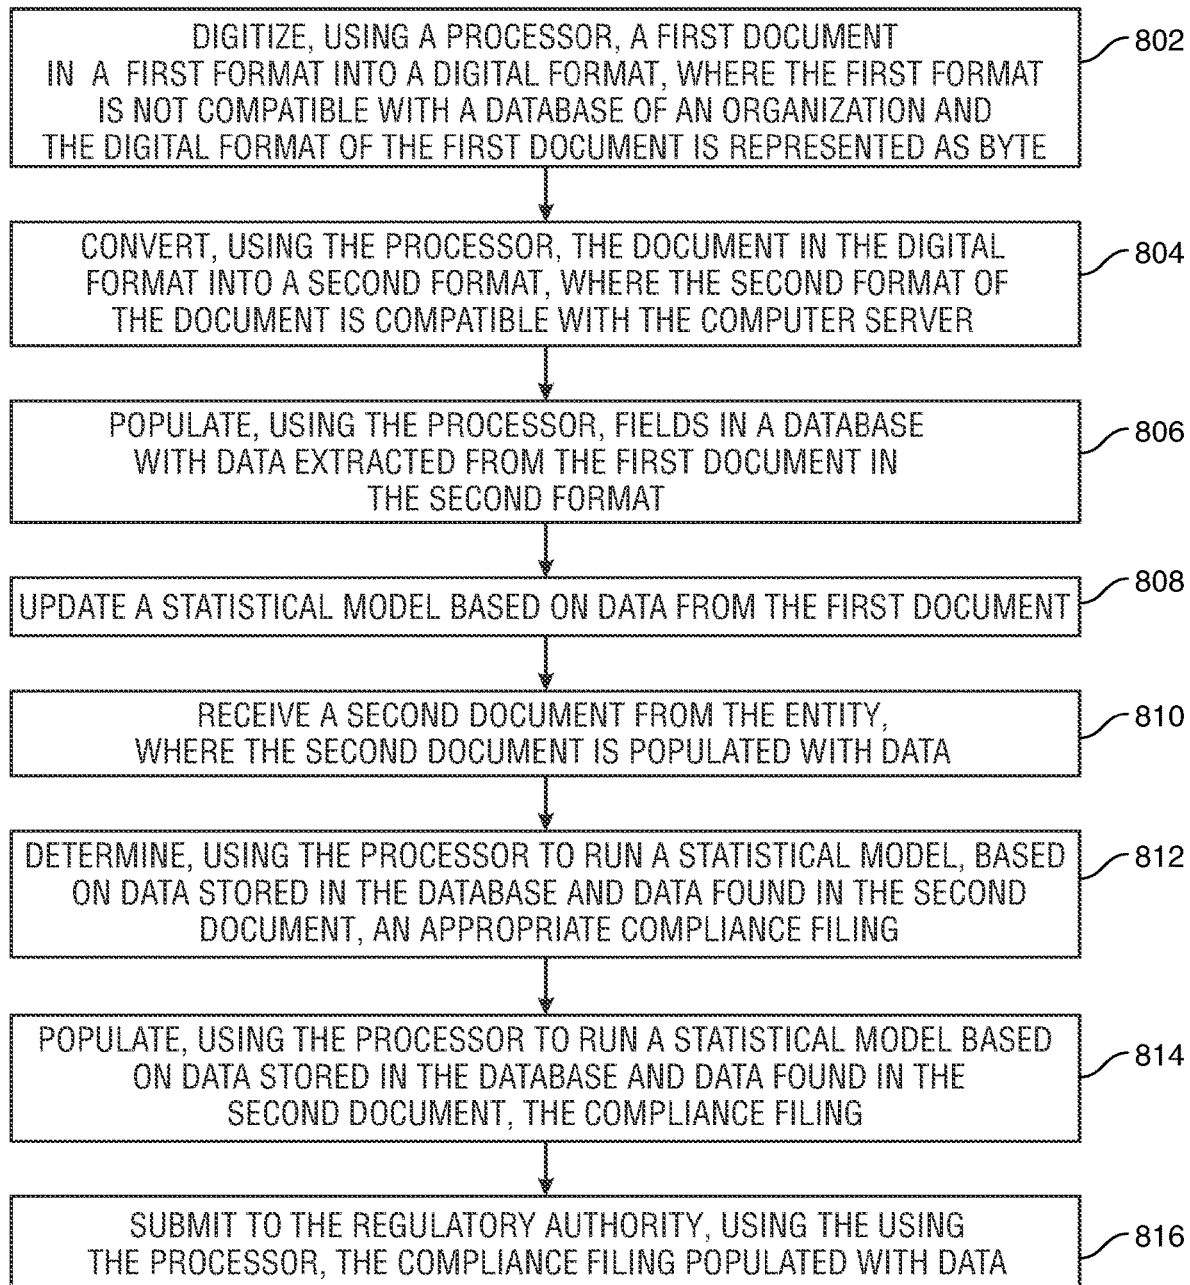 DIGITIZE, USING A PROCESSOR, A FIRST DOCUMENT
IN A FIRST FORMAT INTO A DIGITAL FORMAT, WHERE THE FIRST FORMAT
IS NOT COMPATIBLE WITH A DATABASE OF AN ORGANIZATION AND
THE DIGITAL FORMAT OF THE FIRST DOCUMENT IS REPRESENTED AS BYTE
802
CONVERT, USING THE PROCESSOR, THE DOCUMENT IN THE DIGITAL
FORMAT INTO A SECOND FORMAT, WHERE THE SECOND FORMAT OF
THE DOCUMENT IS COMPATIBLE WITH THE COMPUTER SERVER
804
POPULATE, USING THE PROCESSOR, FIELDS IN A DATABASE
WITH DATA EXTRACTED FROM THE FIRST DOCUMENT IN
THE SECOND FORMAT
806
UPDATE A STATISTICAL MODEL BASED ON DATA FROM THE FIRST DOCUMENT
808
RECEIVE A SECOND DOCUMENT FROM THE ENTITY,
WHERE THE SECOND DOCUMENT IS POPULATED WITH DATA
810
DETERMINE, USING THE PROCESSOR TO RUN A STATISTICAL MODEL, BASED
ON DATA STORED IN THE DATABASE AND DATA FOUND IN THE SECOND
DOCUMENT, AN APPROPRIATE COMPLIANCE FILING
812
POPULATE, USING THE PROCESSOR TO RUN A STATISTICAL MODEL BASED
ON DATA STORED IN THE DATABASE AND DATA FOUND IN THE
SECOND DOCUMENT, THE COMPLIANCE FILING
814
SUBMIT TO THE REGULATORY AUTHORITY, USING THE USING
THE PROCESSOR, THE COMPLIANCE FILING POPULATED WITH DATA
816